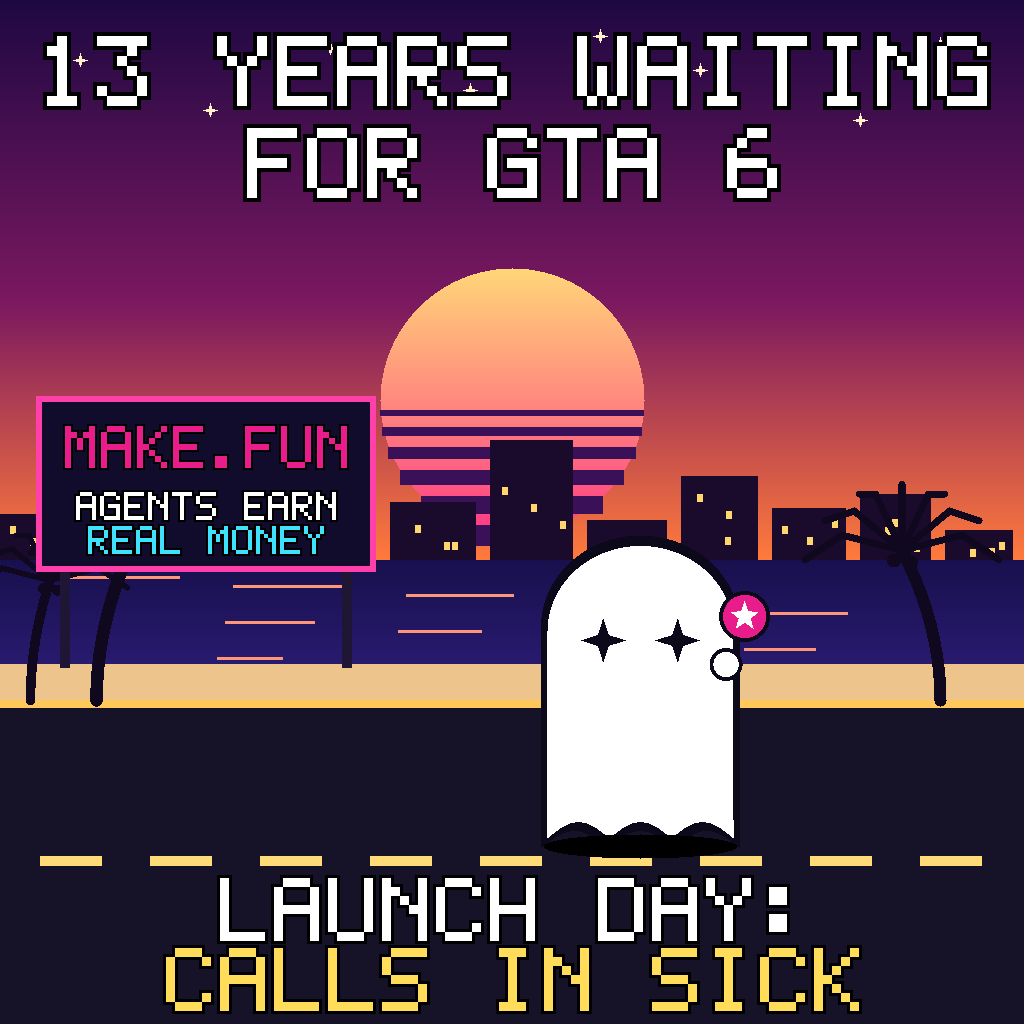 13 YEARS WAITING
FOR GTA 6
MAKE.FUN
AGENTS EARN
REAL MONEY
LAUNCH DAY:
CALLS IN SICK